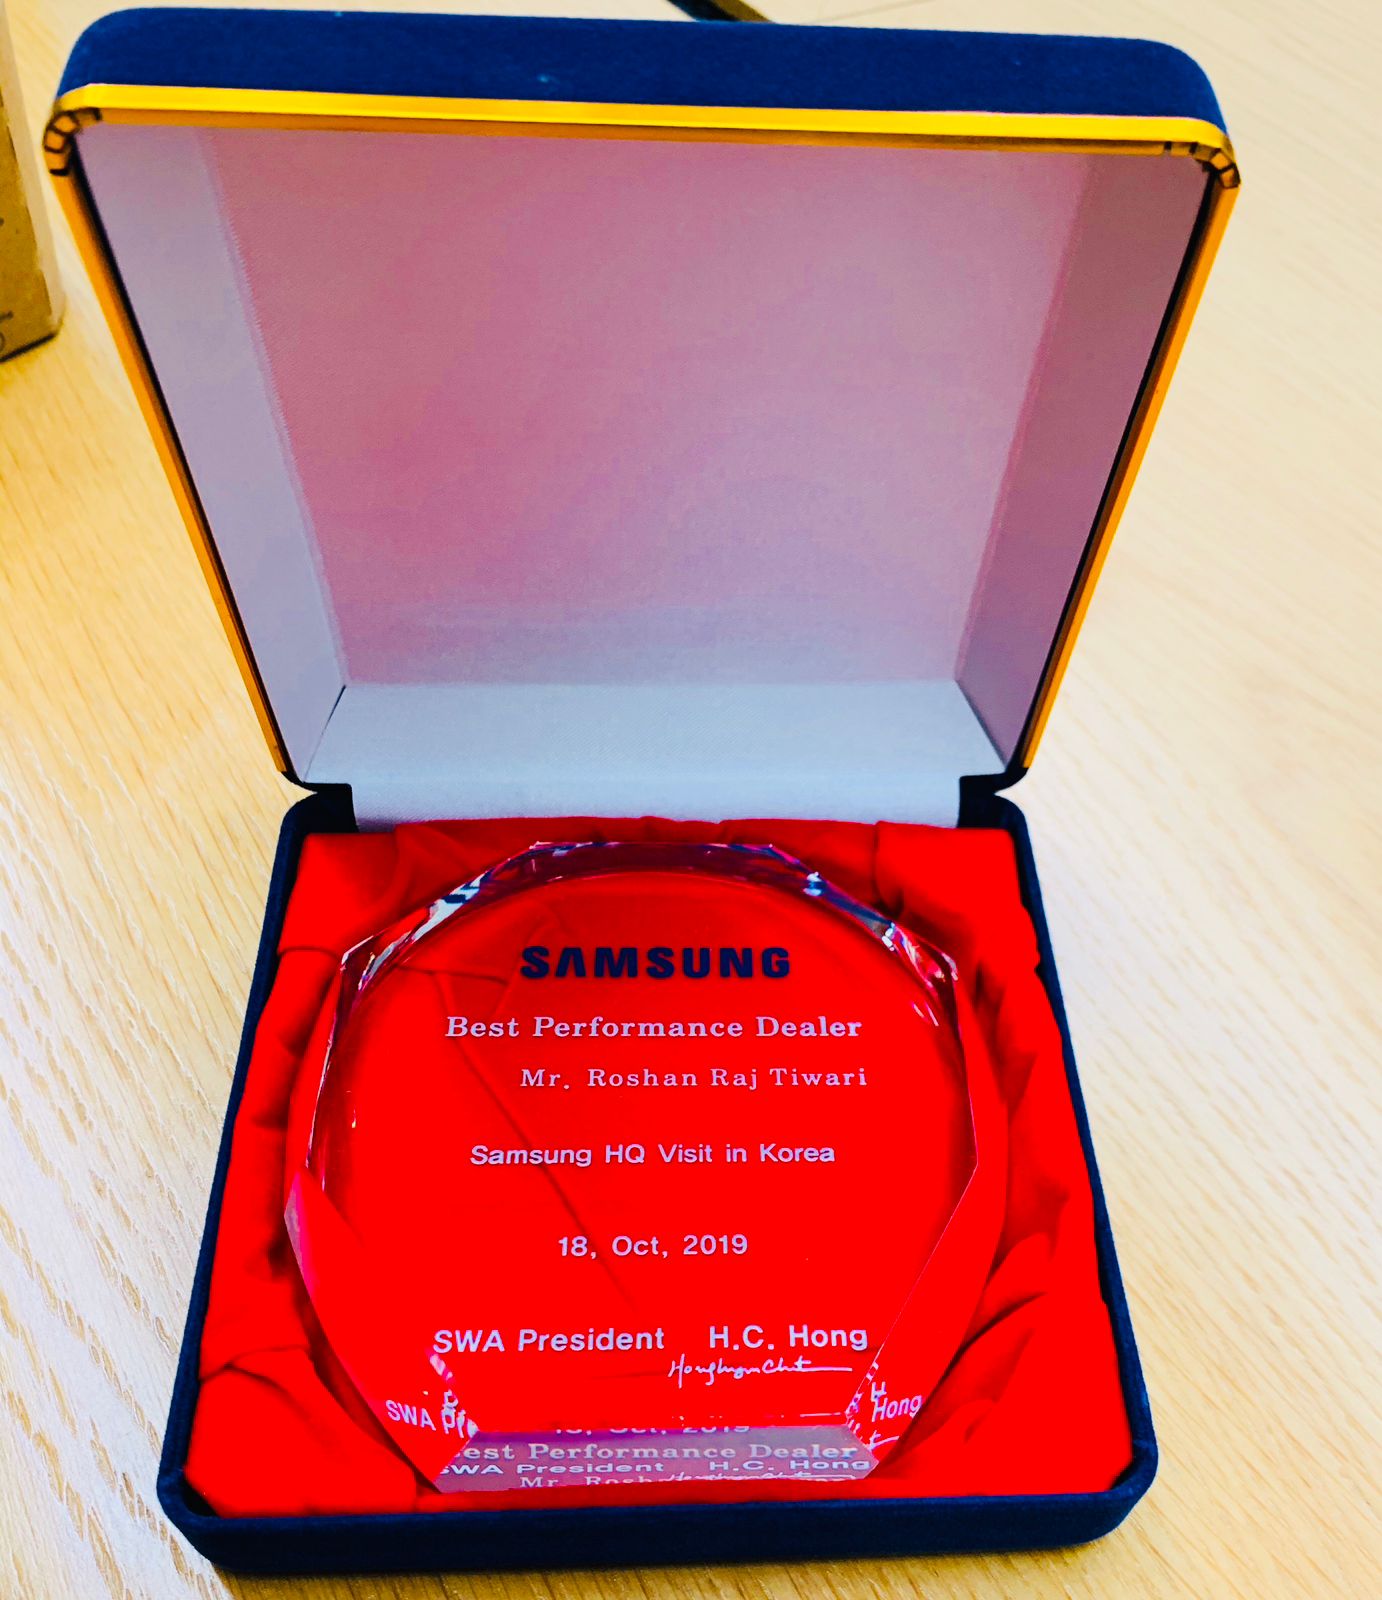 SAMSUNG
Best Performance Dealer
Mr. Roshan Raj Tiwari
Samsung HQ Visit in Korea
18, Oct, 2019
SWA President H.C. Hong